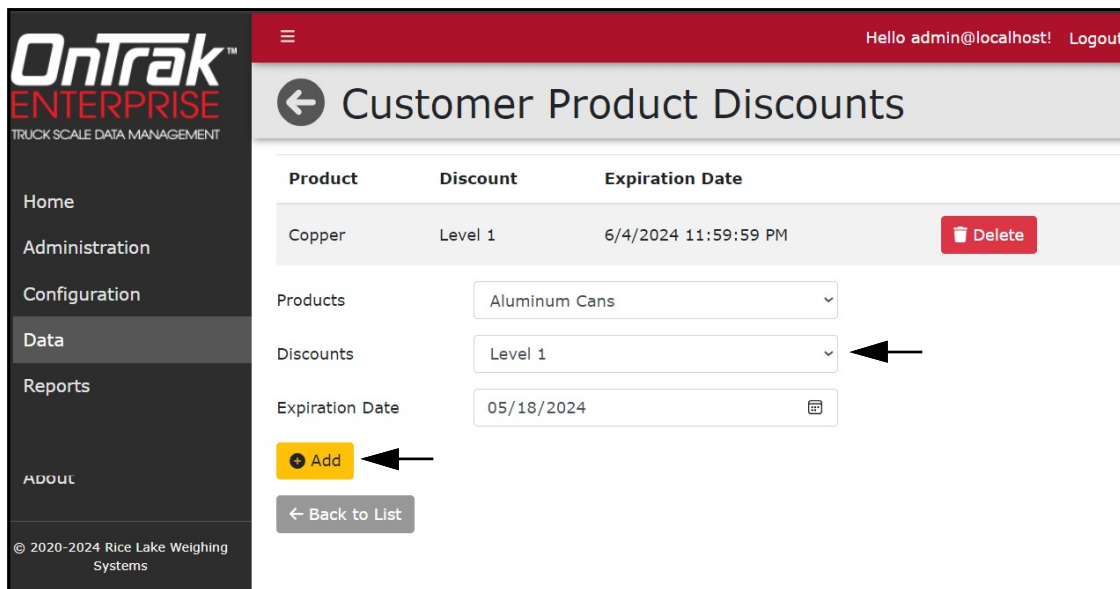 OnTrak™
ENTERPRISE
TRUCK SCALE DATA MANAGEMENT
Home
Administration
Configuration
Data
Reports
About
© 2020-2024 Rice Lake Weighing
Systems
Hello admin@localhost! Logout
Customer Product Discounts
Product Discount Expiration Date
Copper Level 1 6/4/2024 11:59:59 PM Delete
Products Aluminum Cans
Discounts Level 1
Expiration Date 05/18/2024
Add
← Back to List